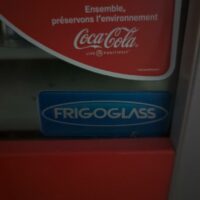 Ensemble,
préservons l'environnement
Coca-Cola
FRIGOGLASS